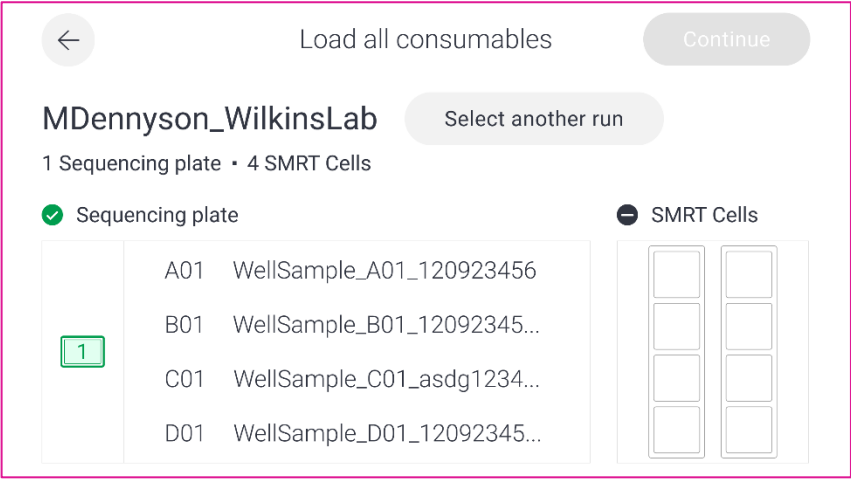 Load all consumables
Continue
MDennyson_WilkinsLab
Select another run
1 Sequencing plate • 4 SMRT Cells
Sequencing plate
SMRT Cells
1
A01 WellSample_A01_120923456
B01 WellSample_B01_12092345...
C01 WellSample_C01_asdg1234...
D01 WellSample_D01_12092345...